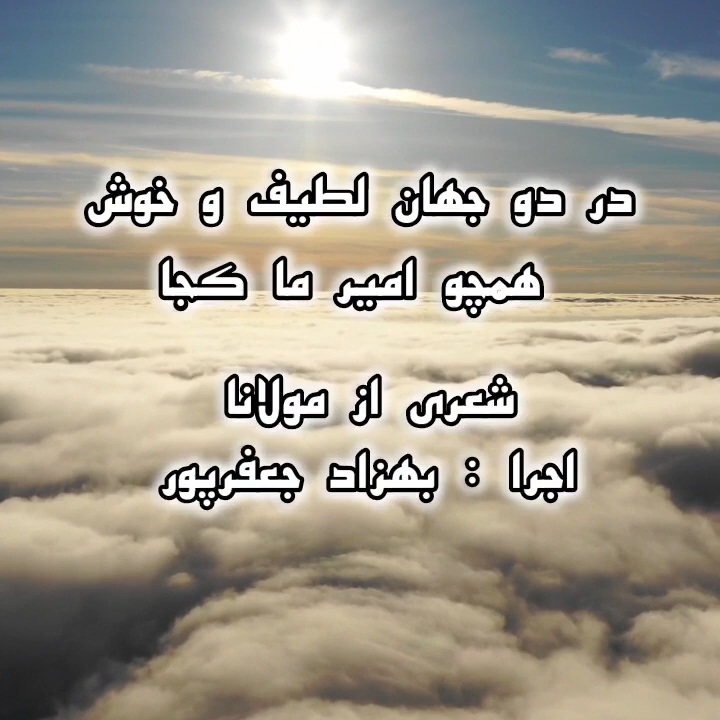 در دو جهان لطیف و خوش
همچو امیر ما کجا
شعری از مولانا
اجرا : بهزاد جعفرپور